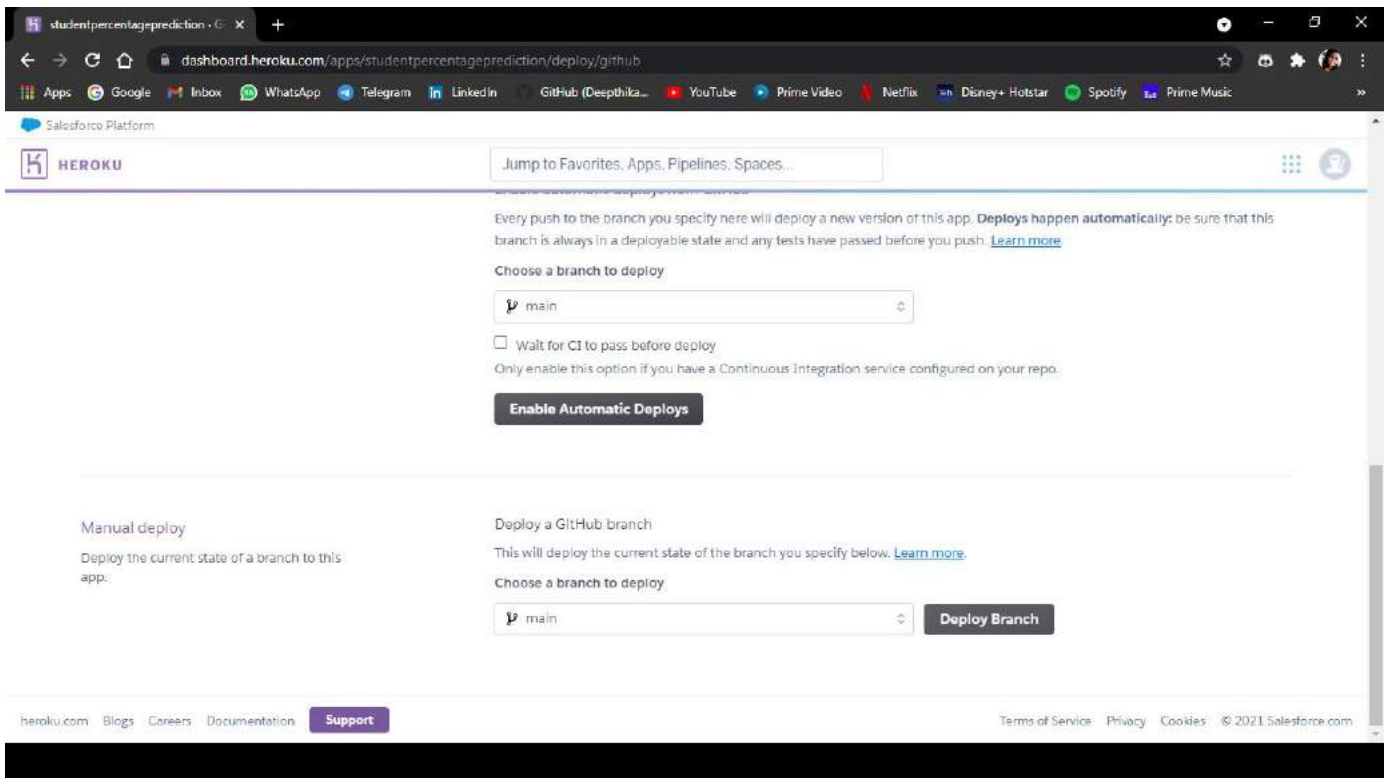 studentpercentageprediction · G
dashboard.heroku.com/apps/studentpercentageprediction/deploy/github
Apps Google Inbox WhatsApp Telegram LinkedIn GitHub (Deepthika... YouTube Prime Video Netflix Disney+ Hotstar Spotify Prime Music »
Salesforce Platform
HEROKU
Jump to Favorites, Apps, Pipelines, Spaces...
Enable automatic deploys from GitHub
Every push to the branch you specify here will deploy a new version of this app. Deploys happen automatically: be sure that this
branch is always in a deployable state and any tests have passed before you push. Learn more
Choose a branch to deploy
main
Wait for CI to pass before deploy
Only enable this option if you have a Continuous Integration service configured on your repo.
Enable Automatic Deploys
Manual deploy
Deploy the current state of a branch to this
app.
Deploy a GitHub branch
This will deploy the current state of the branch you specify below. Learn more.
Choose a branch to deploy
main
Deploy Branch
heroku.com Blogs Careers Documentation Support
Terms of Service Privacy Cookies © 2021 Salesforce.com